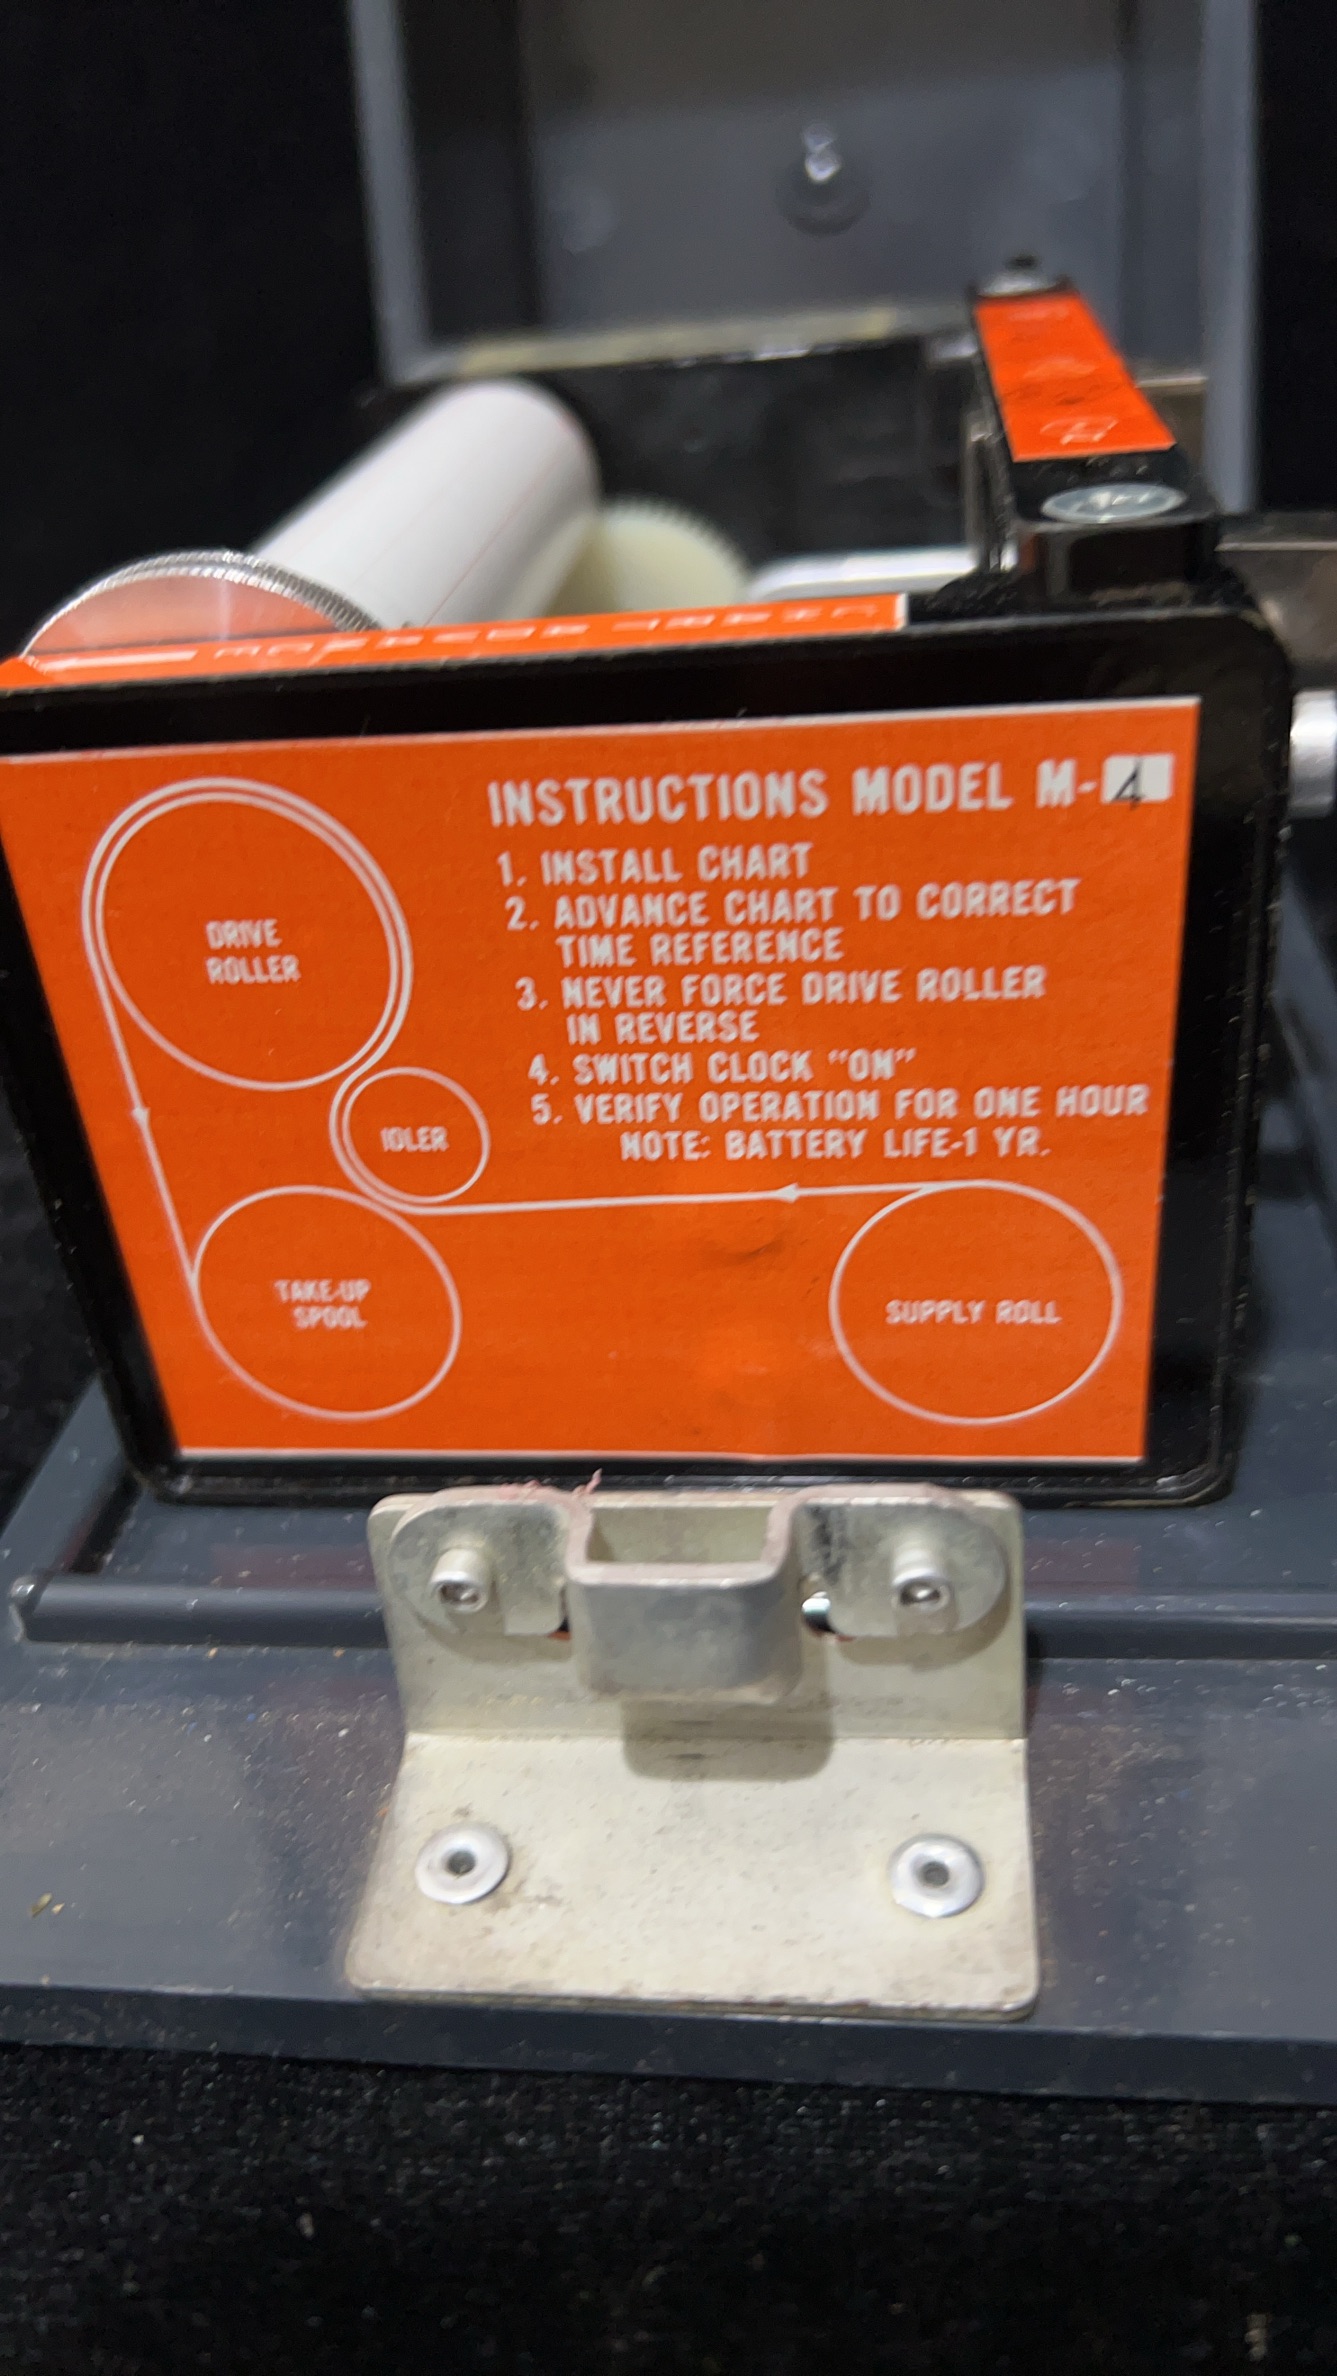 INSTRUCTIONS MODEL M-4
1. INSTALL CHART
2. ADVANCE CHART TO CORRECT
TIME REFERENCE
3. NEVER FORCE DRIVE ROLLER
IN REVERSE
4. SWITCH CLOCK "ON"
5. VERIFY OPERATION FOR ONE HOUR
NOTE: BATTERY LIFE-1 YR.
DRIVE
ROLLER
IDLER
TAKE-UP
SPOOL
SUPPLY ROLL